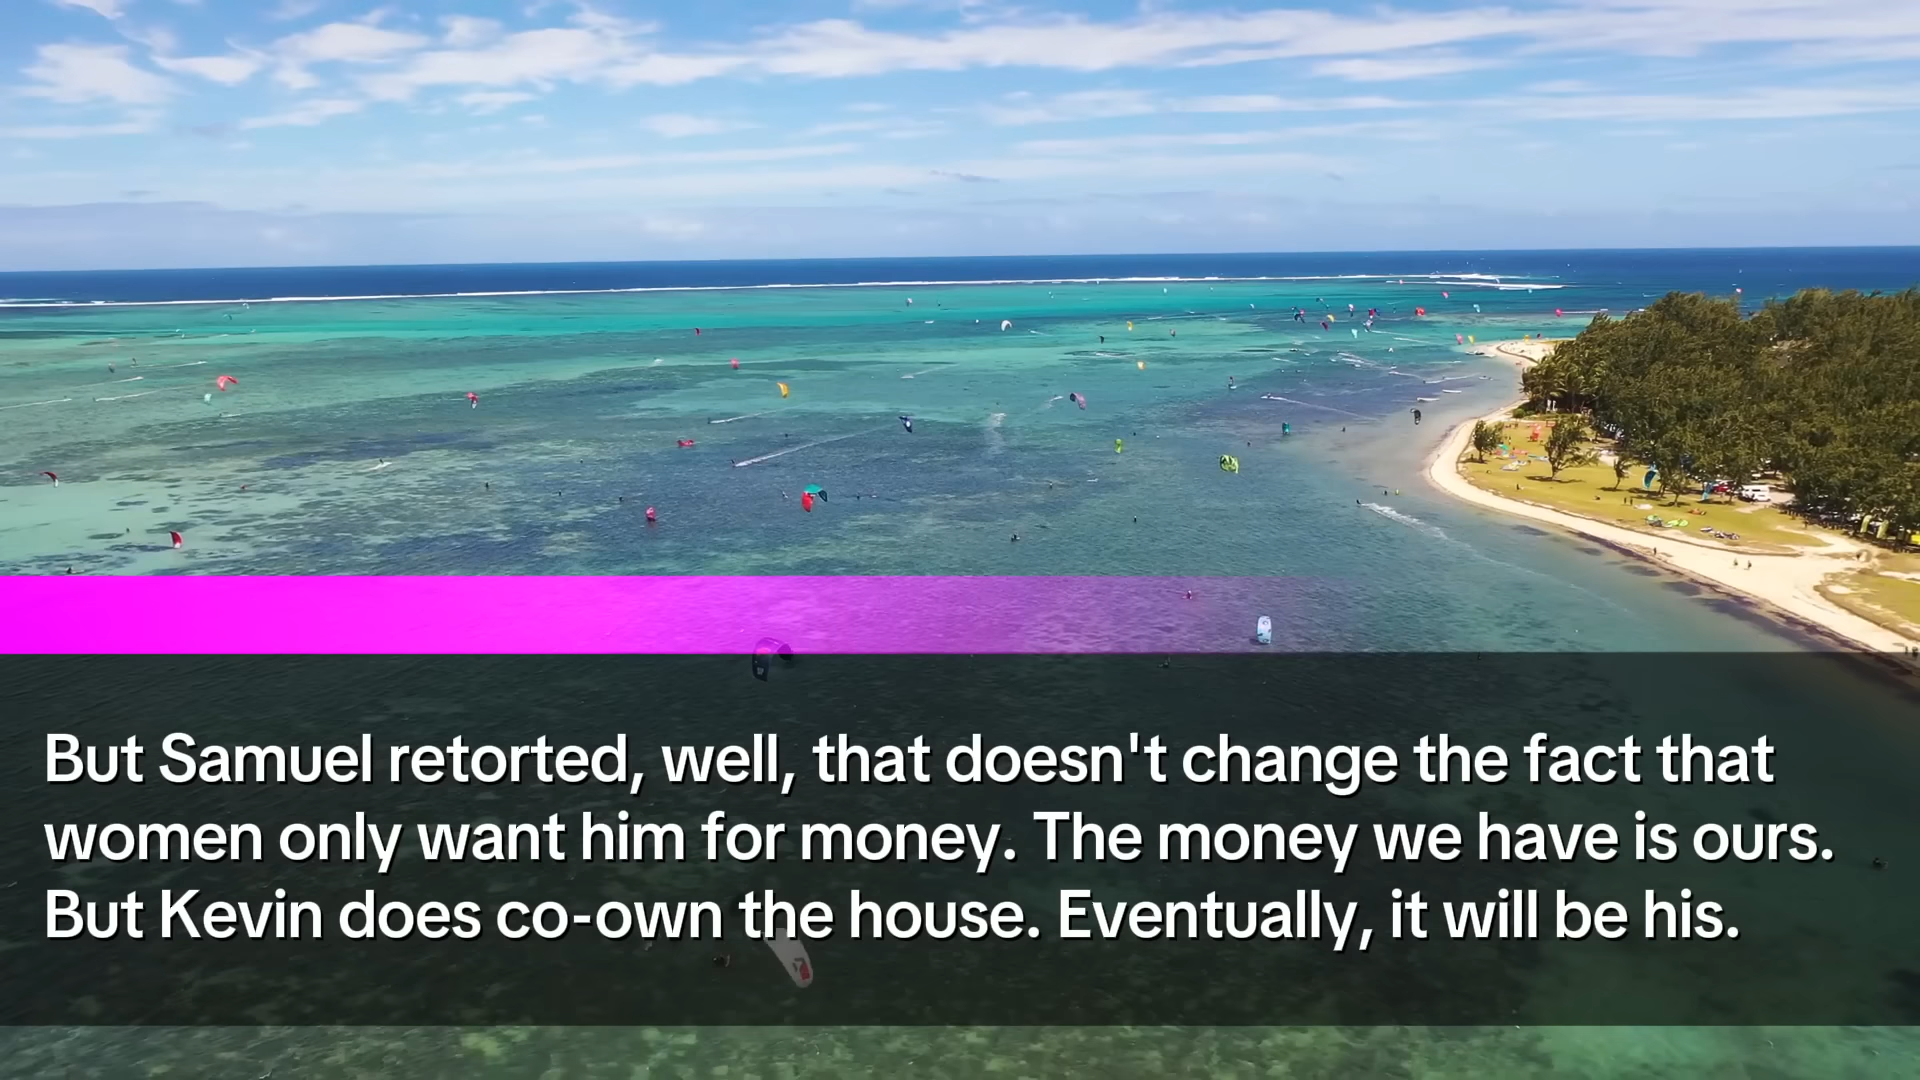 But Samuel retorted, well, that doesn't change the fact that
women only want him for money. The money we have is ours.
But Kevin does co-own the house. Eventually, it will be his.